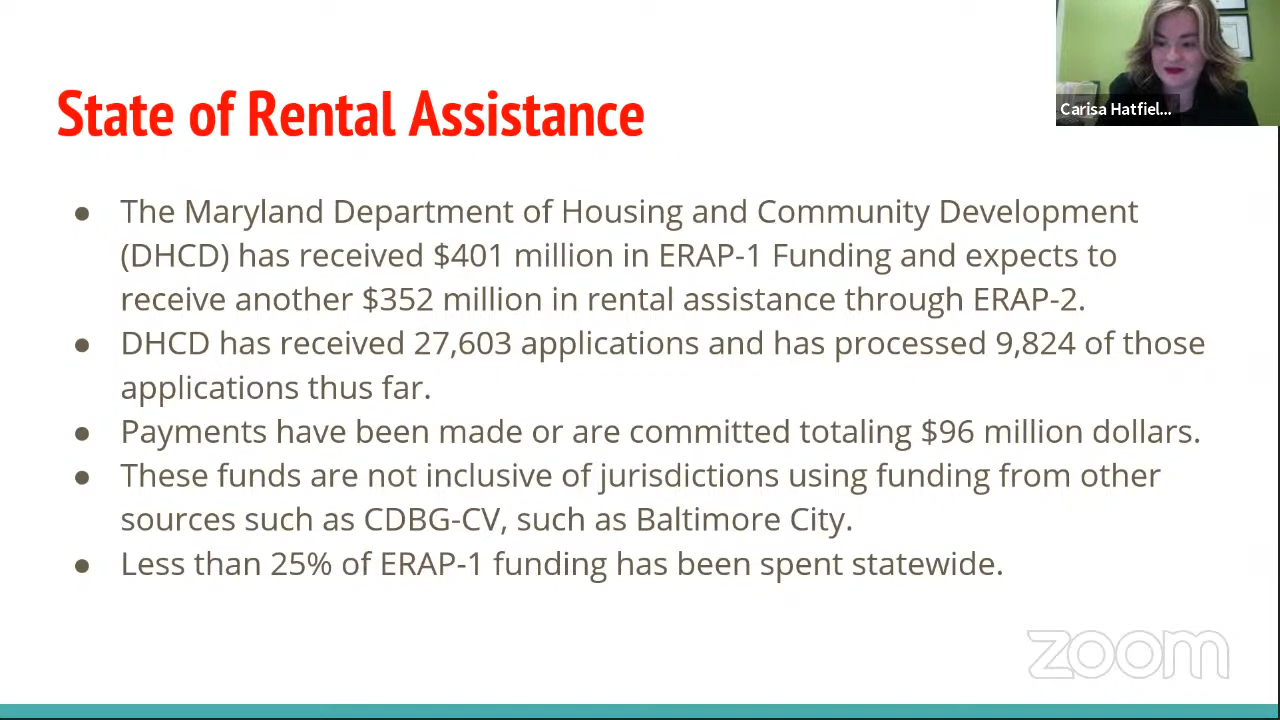 State of Rental Assistance
Carisa Hatfiel...
● The Maryland Department of Housing and Community Development
(DHCD) has received $401 million in ERAP-1 Funding and expects to
receive another $352 million in rental assistance through ERAP-2.
● DHCD has received 27,603 applications and has processed 9,824 of those
applications thus far.
● Payments have been made or are committed totaling $96 million dollars.
● These funds are not inclusive of jurisdictions using funding from other
sources such as CDBG-CV, such as Baltimore City.
● Less than 25% of ERAP-1 funding has been spent statewide.
zoom